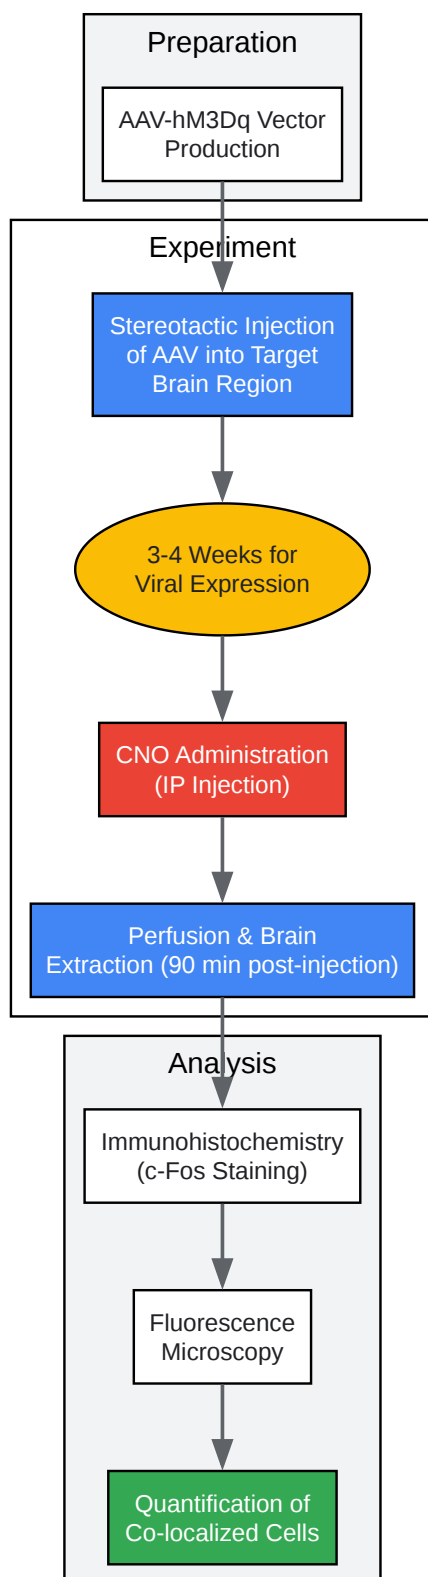 Preparation
AAV-hM3Dq Vector
Production
Experiment
Stereotactic Injection
of AAV into Target
Brain Region
3-4 Weeks for
Viral Expression
CNO Administration
(IP Injection)
Perfusion & Brain
Extraction (90 min post-injection)
Analysis
Immunohistochemistry
(c-Fos Staining)
Fluorescence
Microscopy
Quantification of
Co-localized Cells